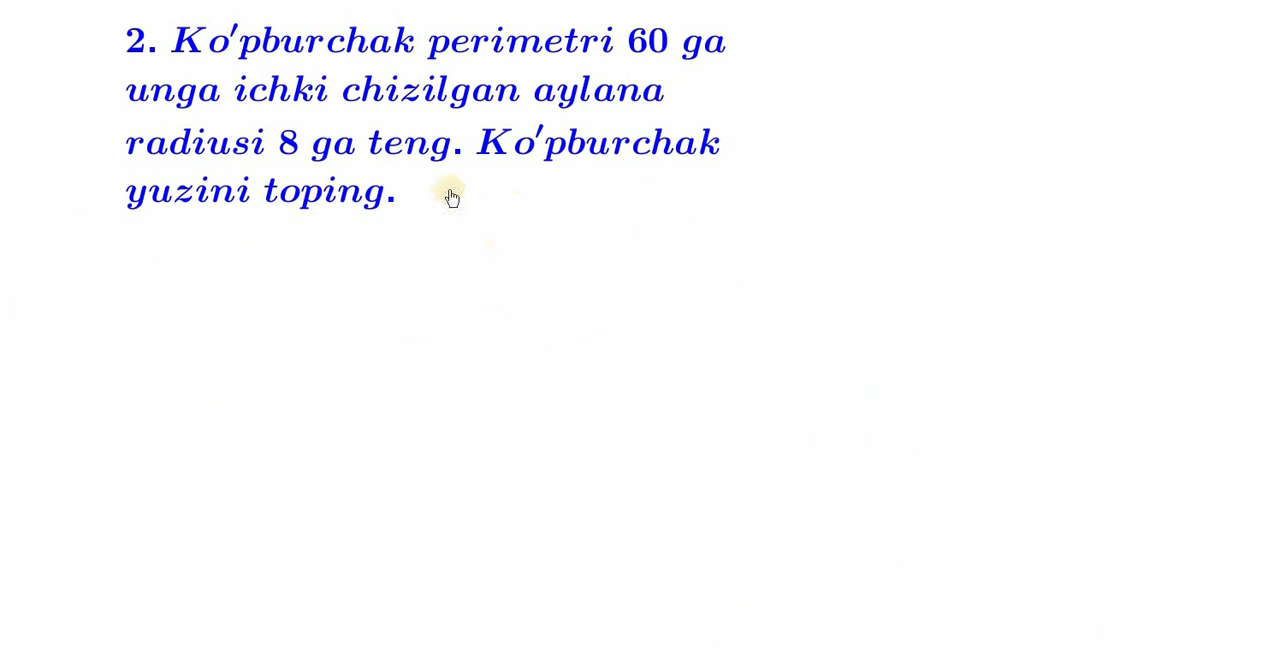 2. Ko'pburchak perimetri 60 ga
unga ichki chizilgan aylana
radiusi 8 ga teng. Ko'pburchak
yuzini toping.